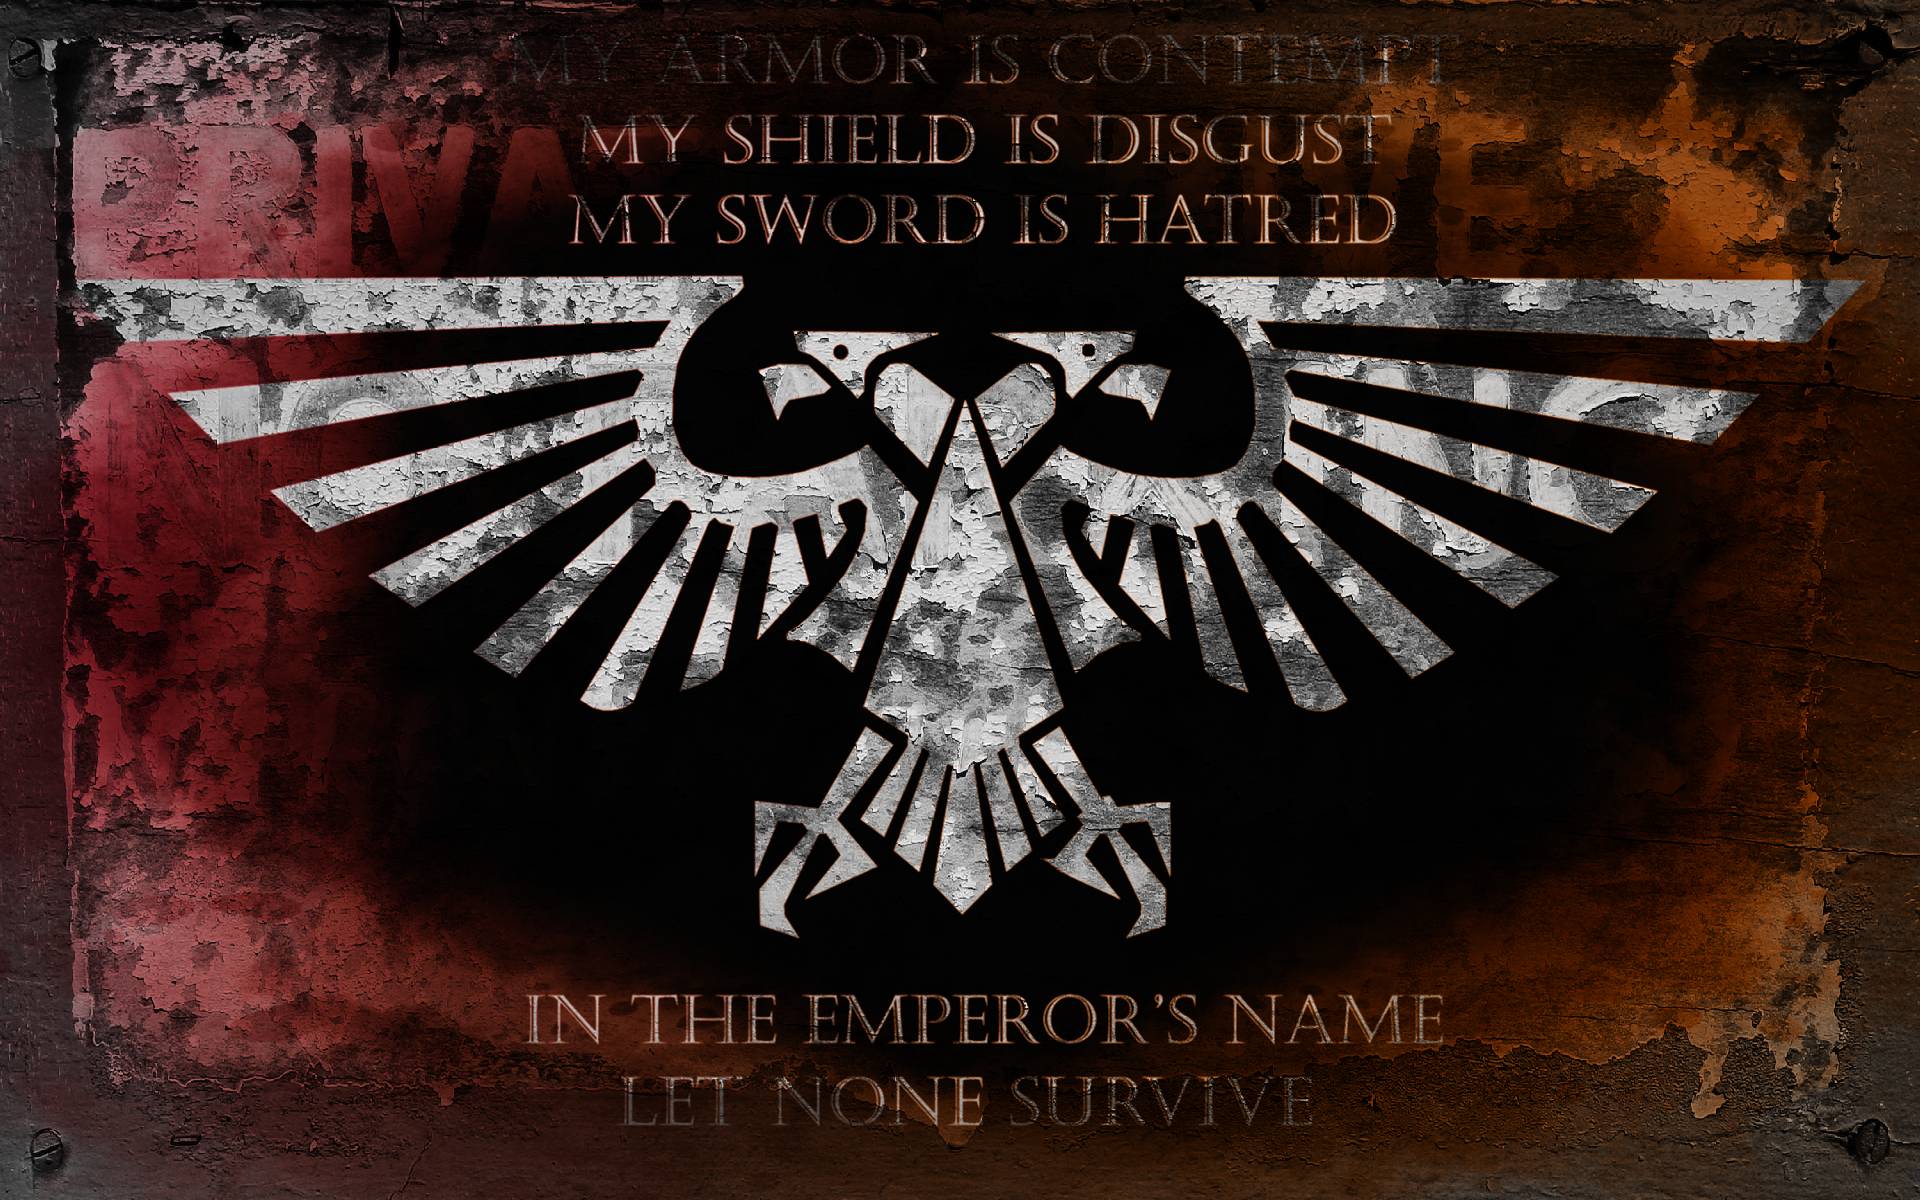 MY ARMOR IS CONTEMPT
MY SHIELD IS DISGUST
MY SWORD IS HATRED
IN THE EMPEROR'S NAME
LET NONE SURVIVE